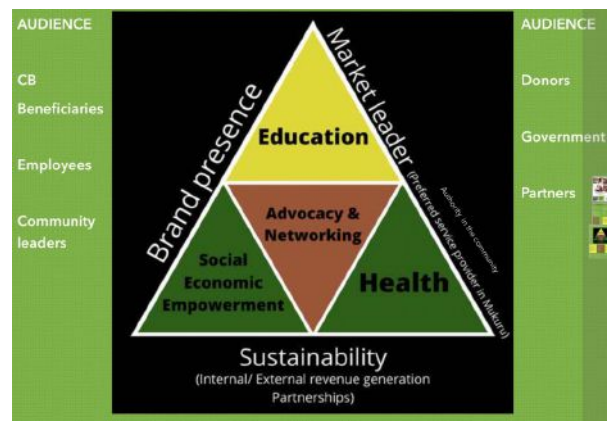 AUDIENCE
CB
Beneficiaries
Employees
Community
leaders
Brand presence
Market leader
(Preferred service provider in Mukuru)
Authority in the community
Education
Advocacy &
Networking
Social
Economic
Empowerment
Health
Sustainability
(Internal/ External revenue generation
Partnerships)
AUDIENCE
Donors
Government
Partners